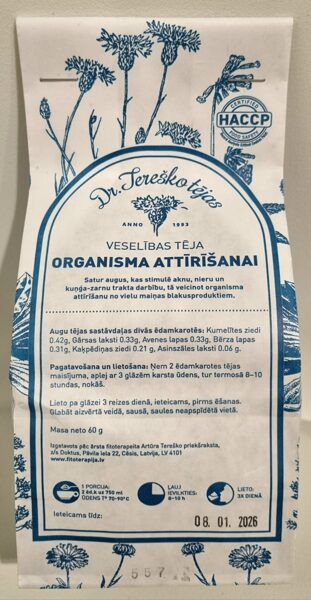 CERTIFIED
HACCP
FOOD SAFETY
Dr. Tereško tējas
ANNO 1993
VESELĪBAS TĒJA
ORGANISMA ATTĪRĪŠANAI
Satur augus, kas stimulē aknu, nieru un
kuņģa-zarnu trakta darbību, tā veicinot organisma
attīrīšanu no vielu maiņas blakusproduktiem.
Augu tējas sastāvdaļas divās ēdamkarotēs: Kumelītes ziedi
0.42g, Gārsas laksti 0.33g, Avenes lapas 0.33g, Bērza lapas
0.31g, Kaķpēdiņas ziedi 0.21 g, Asinszāles laksti 0.06 g.
Pagatavošana un lietošana: Ņem 2 ēdamkarotes tējas
maisījuma, aplej ar 3 glāzēm karsta ūdens, tur termosā 8–10
stundas, nokāš.
Lieto pa glāzei 3 reizes dienā, ieteicams, pirms ēšanas.
Glabāt aizvērtā veidā, sausā, saules neapspīdētā vietā.
Masa neto 60 g
Izgatavots pēc ārsta fitoterapeita Artūra Tereško priekšraksta,
z/s Doktus, Pāvila iela 22, Cēsis, Latvija, LV 4101
www.fitoterapija.lv
1 PORCIJA:
2 ēd.k uz 750 ml
ŪDENS T° 70-90°C
ĻAUJ
IEVILKTIES:
8–10 h
LIETO:
3X DIENĀ
Ieteicams līdz:
08. 01. 2026
557